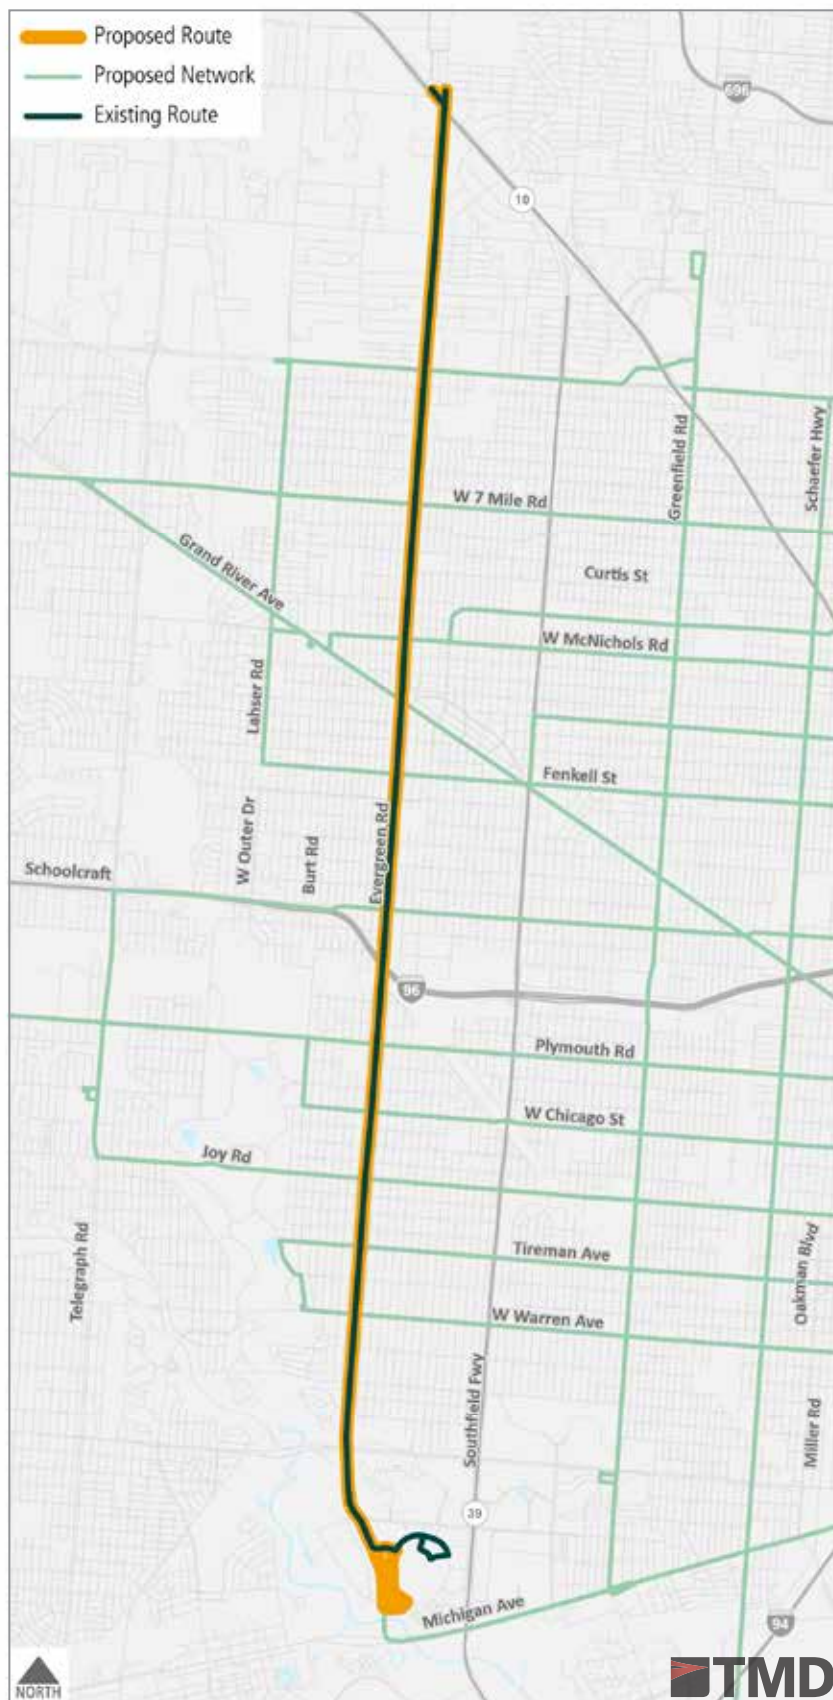 Proposed Route
Proposed Network
Existing Route
696
10
Greenfield Rd
Schaefer Hwy
W 7 Mile Rd
Grand River Ave
Curtis St
W McNichols Rd
Lahser Rd
Fenkell St
W Outer Dr
Burt Rd
Evergreen Rd
Schoolcraft
96
Plymouth Rd
W Chicago St
Joy Rd
Telegraph Rd
Tireman Ave
Oakman Blvd
W Warren Ave
Southfield Fwy
Miller Rd
39
Michigan Ave
94
NORTH
TMD